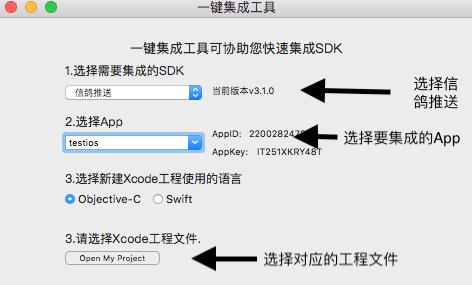 一键集成工具
一键集成工具可协助您快速集成SDK
1.选择需要集成的SDK
信鸽推送
当前版本v3.1.0
选择信
鸽推送
2.选择App
testios
AppID:
AppKey: IT251XKRY48T
选择要集成的App
3.选择新建Xcode工程使用的语言
Objective-C
Swift
3.请选择Xcode工程文件.
Open My Project
选择对应的工程文件